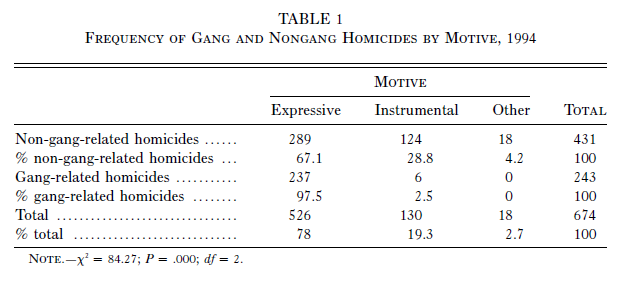 TABLE 1
FREQUENCY OF GANG AND NONGANG HOMICIDES BY MOTIVE, 1994
MOTIVE
Expressive Instrumental Other TOTAL
Non-gang-related homicides ...... 289 124 18 431
% non-gang-related homicides ... 67.1 28.8 4.2 100
Gang-related homicides ........... 237 6 0 243
% gang-related homicides ........ 97.5 2.5 0 100
Total ................................. 526 130 18 674
% total ............................. 78 19.3 2.7 100
NOTE.—χ² = 84.27; P = .000; df = 2.